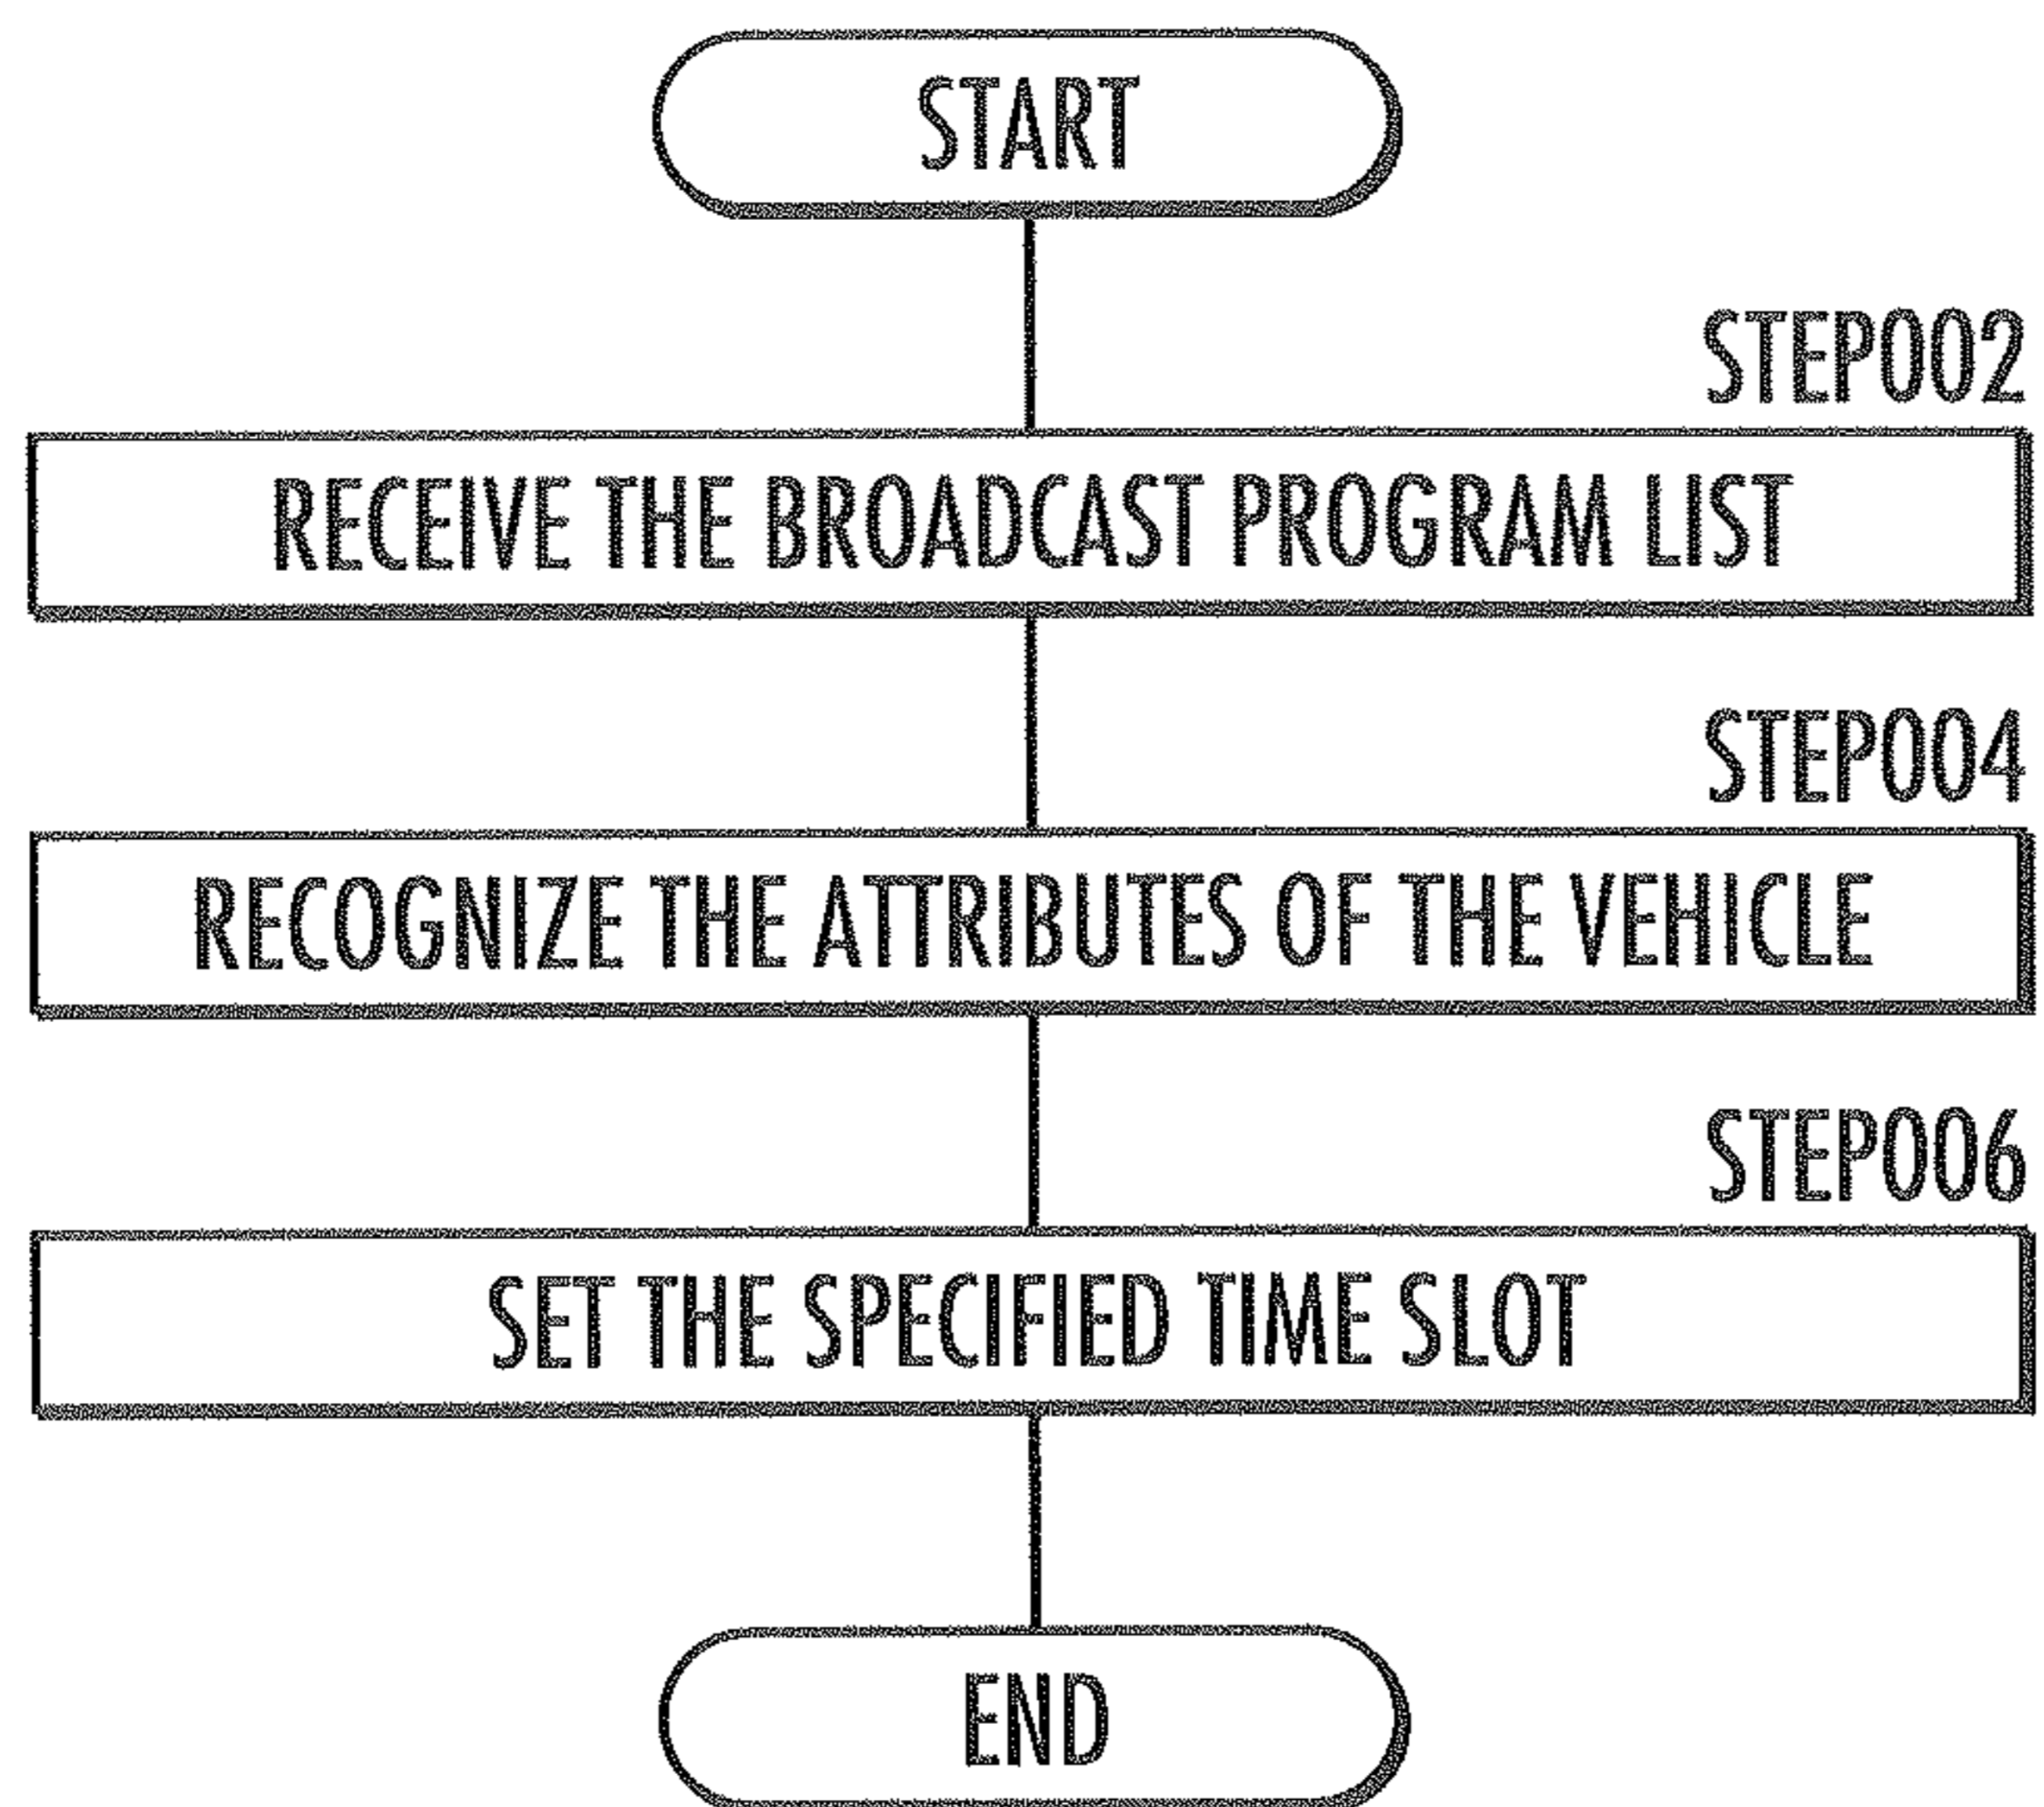 START
STEP002
RECEIVE THE BROADCAST PROGRAM LIST
STEP004
RECOGNIZE THE ATTRIBUTES OF THE VEHICLE
STEP006
SET THE SPECIFIED TIME SLOT
END